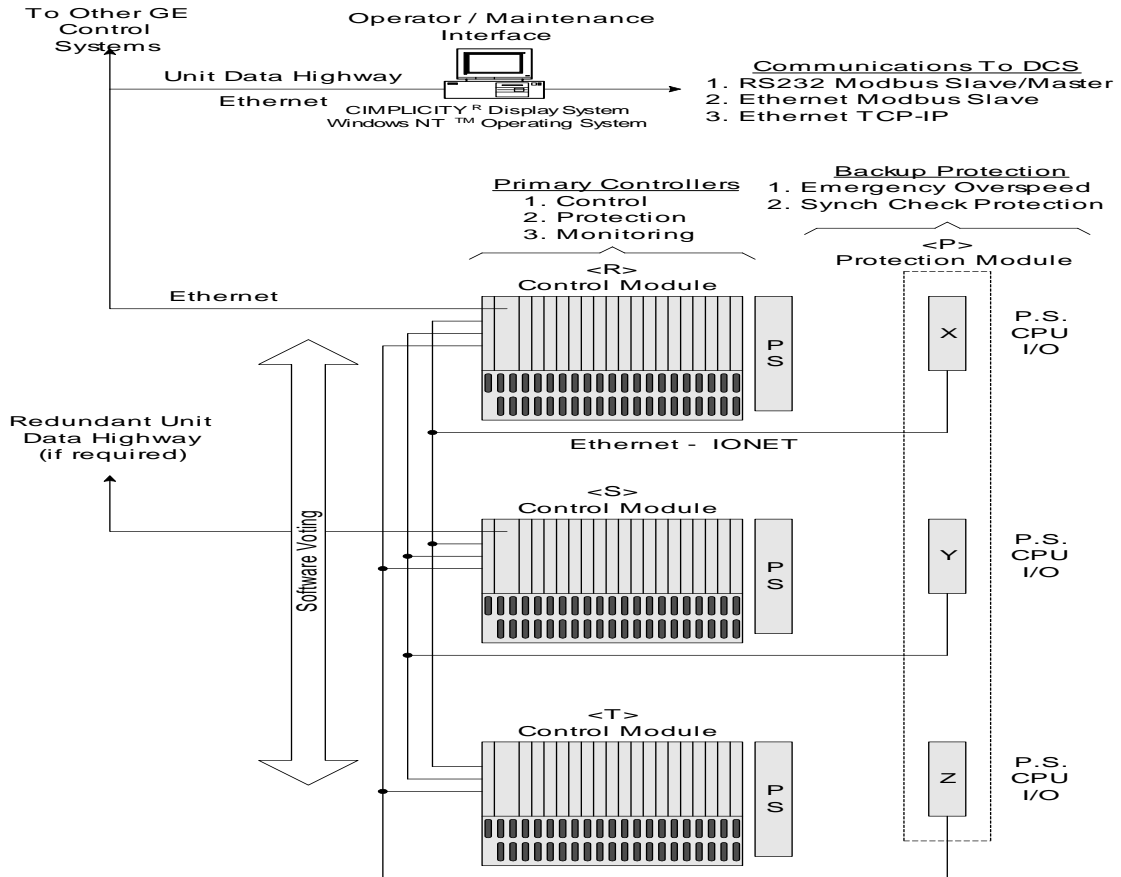 To Other GE
Control
Systems
Operator / Maintenance
Interface
Unit Data Highway
Ethernet
CIMPLICITY R Display System
Windows NT TM Operating System
Communications To DCS
1. RS232 Modbus Slave/Master
2. Ethernet Modbus Slave
3. Ethernet TCP-IP
Primary Controllers
1. Control
2. Protection
3. Monitoring
Backup Protection
1. Emergency Overspeed
2. Synch Check Protection
<R>
Control Module
<P>
Protection Module
Ethernet
P
S
X
P.S.
CPU
I/O
Ethernet - IONET
Redundant Unit
Data Highway
(if required)
Software Voting
<S>
Control Module
P
S
Y
P.S.
CPU
I/O
<T>
Control Module
P
S
Z
P.S.
CPU
I/O